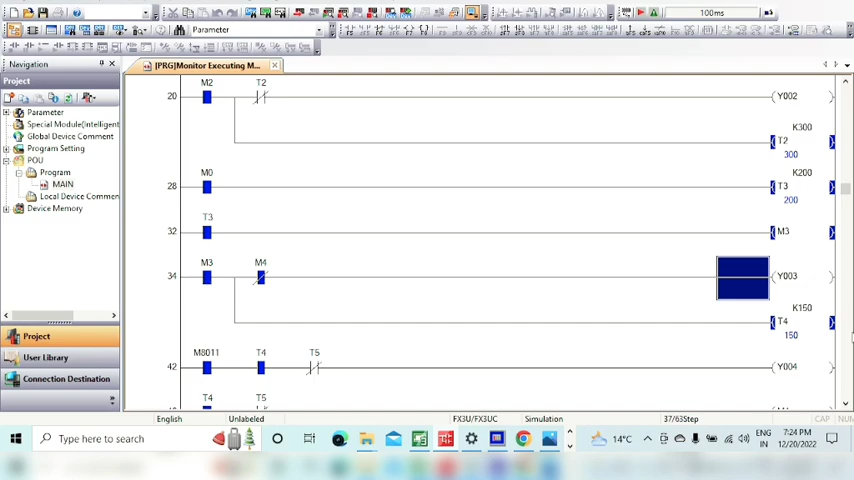 100ms
Parameter
Navigation
[PRG]Monitor Executing M...
Project
Parameter
Special Module(Intelligent
Global Device Comment
Program Setting
POU
Program
MAIN
Local Device Commen
Device Memory
M2 T2
20 Y002
K300
T2
300
M0 K200
28 T3
200
T3
32 M3
M3 M4
34 Y003
K150
T4
150
M8011 T4 T5
42 Y004
T4 T5
Project
User Library
Connection Destination
English Unlabeled FX3U/FX3UC Simulation 37/63Step CAP NUM
Type here to search
14°C
ENG
IN
7:24 PM
12/20/2022